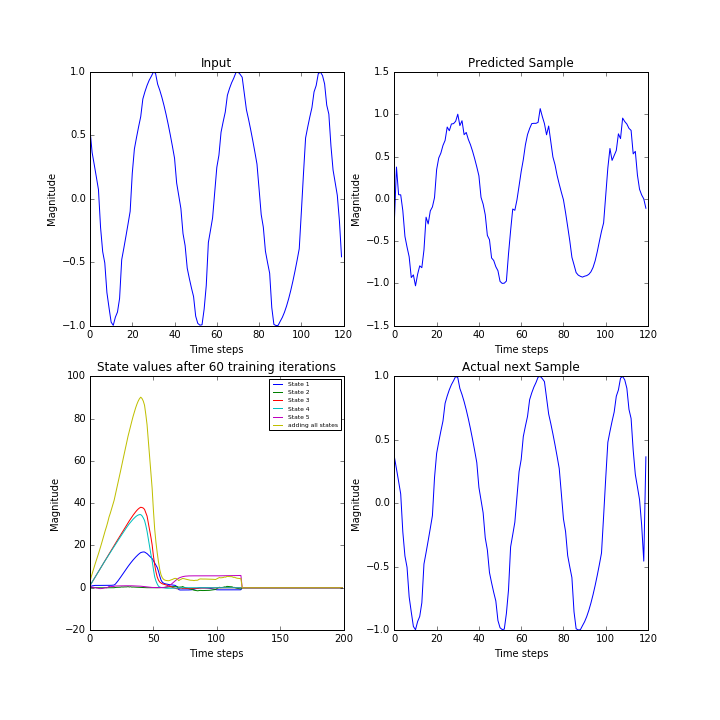 Input
Magnitude
1.0
0.5
0.0
−0.5
−1.0
0 20 40 60 80 100 120
Time steps
Predicted Sample
Magnitude
1.5
1.0
0.5
0.0
−0.5
−1.0
−1.5
0 20 40 60 80 100 120
Time steps
State values after 60 training iterations
Magnitude
100
80
60
40
20
0
−20
0 50 100 150 200
Time steps
State 1
State 2
State 3
State 4
State 5
adding all states
Actual next Sample
Magnitude
1.0
0.5
0.0
−0.5
−1.0
0 20 40 60 80 100 120
Time steps